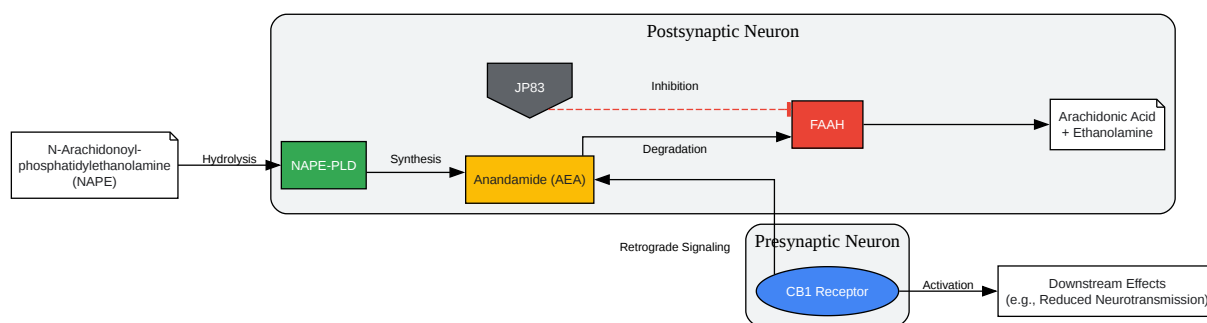 Postsynaptic Neuron
JP83
Inhibition
FAAH
Arachidonic Acid
+ Ethanolamine
N-Arachidonoyl-
phosphatidylethanolamine
(NAPE)
Hydrolysis
NAPE-PLD
Synthesis
Degradation
Anandamide (AEA)
Retrograde Signaling
Presynaptic Neuron
CB1 Receptor
Activation
Downstream Effects
(e.g., Reduced Neurotransmission)